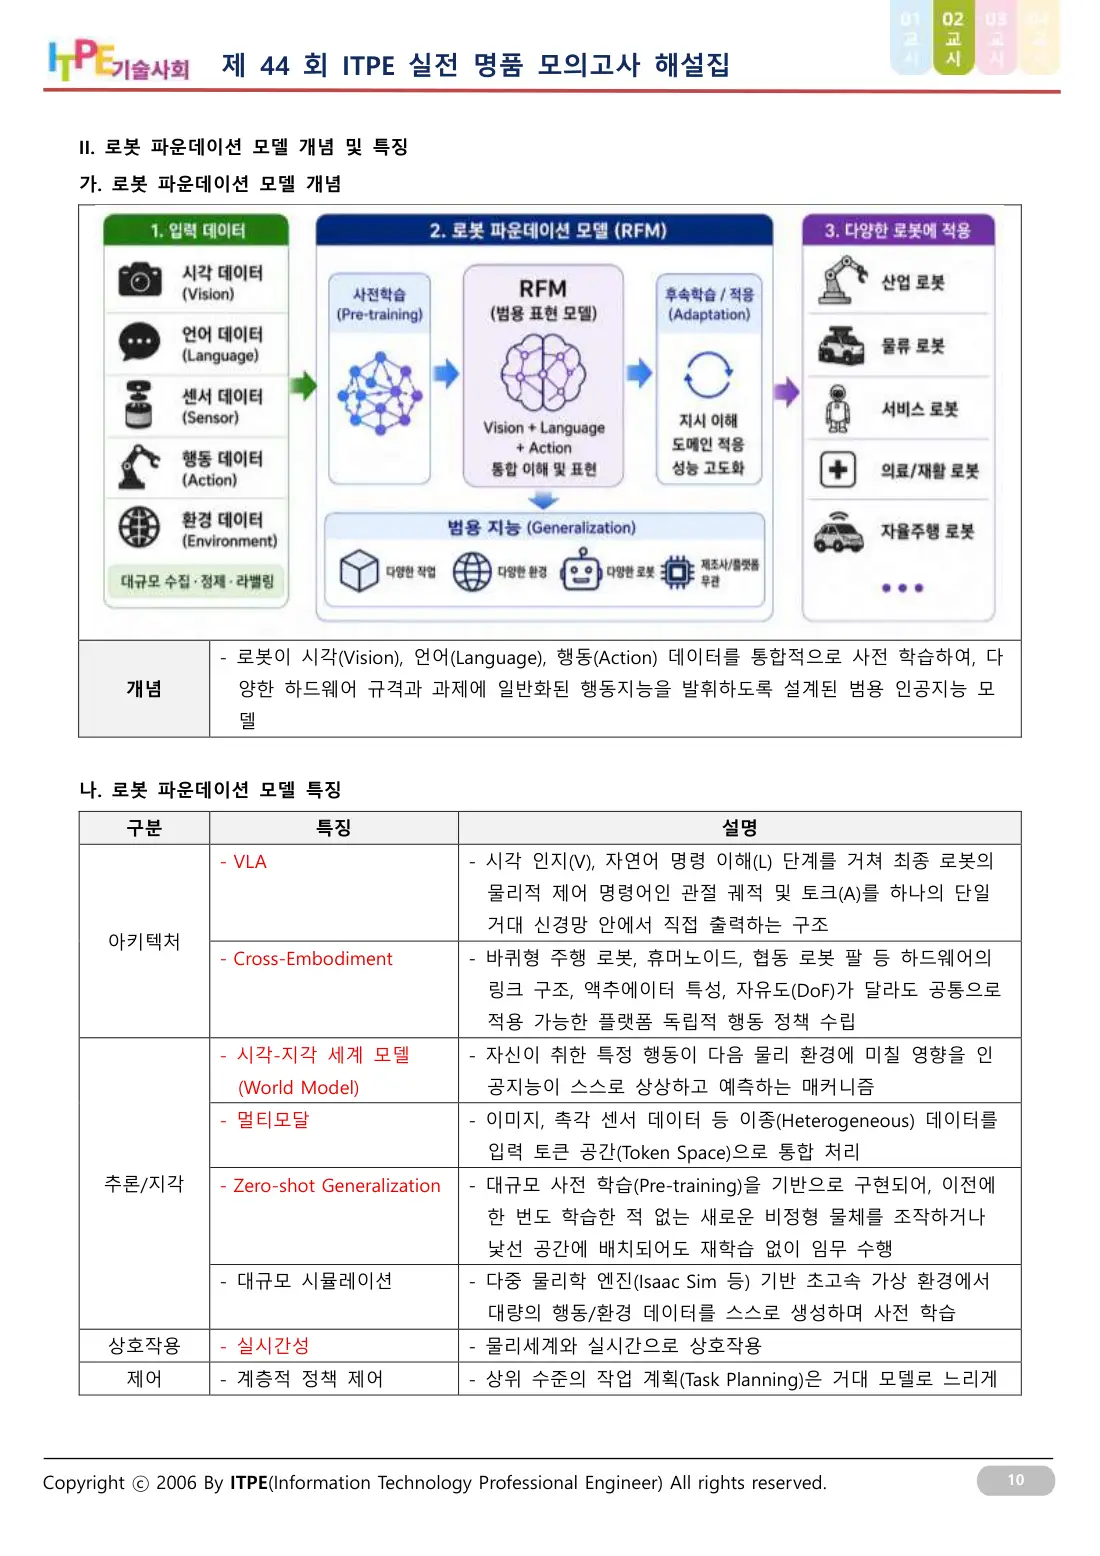 ITPE기술사회
제 44 회 ITPE 실전 명품 모의고사 해설집
01 교시
02 교시
03 교시
04 교시
II. 로봇 파운데이션 모델 개념 및 특징
가. 로봇 파운데이션 모델 개념
1. 입력 데이터
시각 데이터
(Vision)
언어 데이터
(Language)
센서 데이터
(Sensor)
행동 데이터
(Action)
환경 데이터
(Environment)
대규모 수집 · 정제 · 라벨링
2. 로봇 파운데이션 모델 (RFM)
사전학습
(Pre-training)
RFM
(범용 표현 모델)
Vision + Language
+ Action
통합 이해 및 표현
후속학습 / 적응
(Adaptation)
지시 이해
도메인 적응
성능 고도화
범용 지능 (Generalization)
다양한 작업
다양한 환경
다양한 로봇
제조사/플랫폼
무관
3. 다양한 로봇에 적용
산업 로봇
물류 로봇
서비스 로봇
의료/재활 로봇
자율주행 로봇
개념
- 로봇이 시각(Vision), 언어(Language), 행동(Action) 데이터를 통합적으로 사전 학습하여, 다
양한 하드웨어 규격과 과제에 일반화된 행동지능을 발휘하도록 설계된 범용 인공지능 모
델
나. 로봇 파운데이션 모델 특징
구분 특징 설명
아키텍처
- VLA
- 시각 인지(V), 자연어 명령 이해(L) 단계를 거쳐 최종 로봇의
물리적 제어 명령어인 관절 궤적 및 토크(A)를 하나의 단일
거대 신경망 안에서 직접 출력하는 구조
- Cross-Embodiment
- 바퀴형 주행 로봇, 휴머노이드, 협동 로봇 팔 등 하드웨어의
링크 구조, 액추에이터 특성, 자유도(DoF)가 달라도 공통으로
적용 가능한 플랫폼 독립적 행동 정책 수립
추론/지각
- 시각-지각 세계 모델
(World Model)
- 자신이 취한 특정 행동이 다음 물리 환경에 미칠 영향을 인
공지능이 스스로 상상하고 예측하는 매커니즘
- 멀티모달
- 이미지, 촉각 센서 데이터 등 이종(Heterogeneous) 데이터를
입력 토큰 공간(Token Space)으로 통합 처리
- Zero-shot Generalization
- 대규모 사전 학습(Pre-training)을 기반으로 구현되어, 이전에
한 번도 학습한 적 없는 새로운 비정형 물체를 조작하거나
낯선 공간에 배치되어도 재학습 없이 임무 수행
- 대규모 시뮬레이션
- 다중 물리학 엔진(Isaac Sim 등) 기반 초고속 가상 환경에서
대량의 행동/환경 데이터를 스스로 생성하며 사전 학습
상호작용
- 실시간성
- 물리세계와 실시간으로 상호작용
제어
- 계층적 정책 제어
- 상위 수준의 작업 계획(Task Planning)은 거대 모델로 느리게
Copyright ⓒ 2006 By ITPE(Information Technology Professional Engineer) All rights reserved.
10